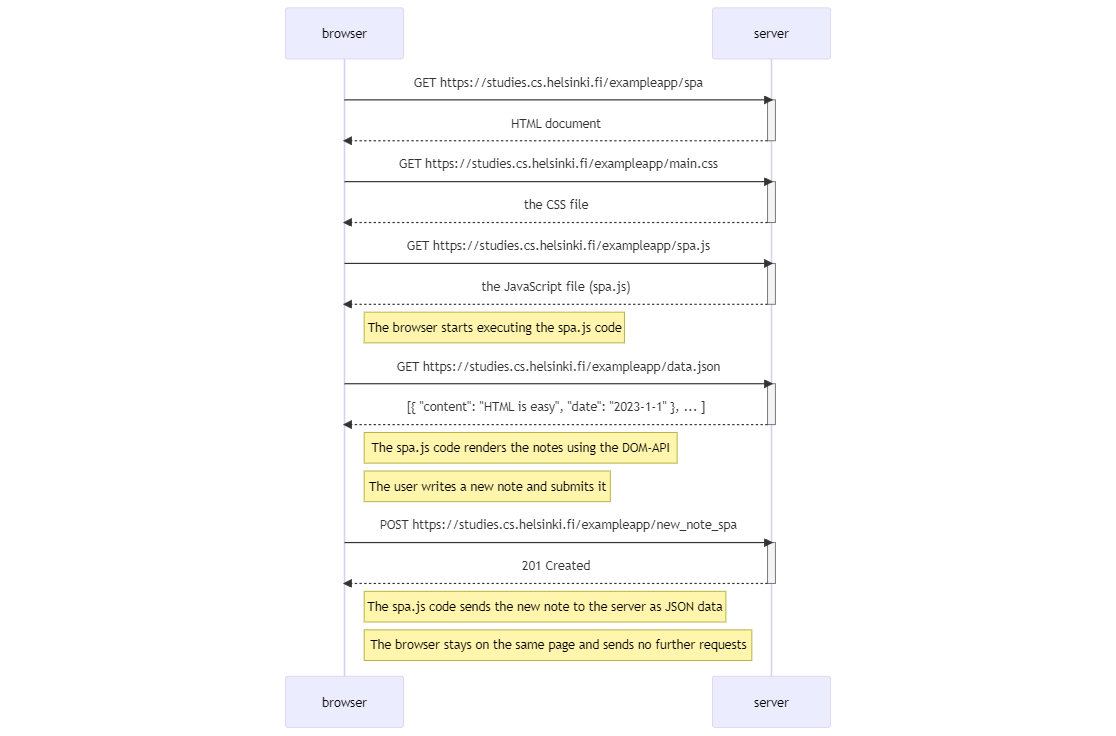 browser
server
GET https://studies.cs.helsinki.fi/exampleapp/spa
HTML document
GET https://studies.cs.helsinki.fi/exampleapp/main.css
the CSS file
GET https://studies.cs.helsinki.fi/exampleapp/spa.js
the JavaScript file (spa.js)
The browser starts executing the spa.js code
GET https://studies.cs.helsinki.fi/exampleapp/data.json
[{ "content": "HTML is easy", "date": "2023-1-1" }, ... ]
The spa.js code renders the notes using the DOM-API
The user writes a new note and submits it
POST https://studies.cs.helsinki.fi/exampleapp/new_note_spa
201 Created
The spa.js code sends the new note to the server as JSON data
The browser stays on the same page and sends no further requests
browser
server